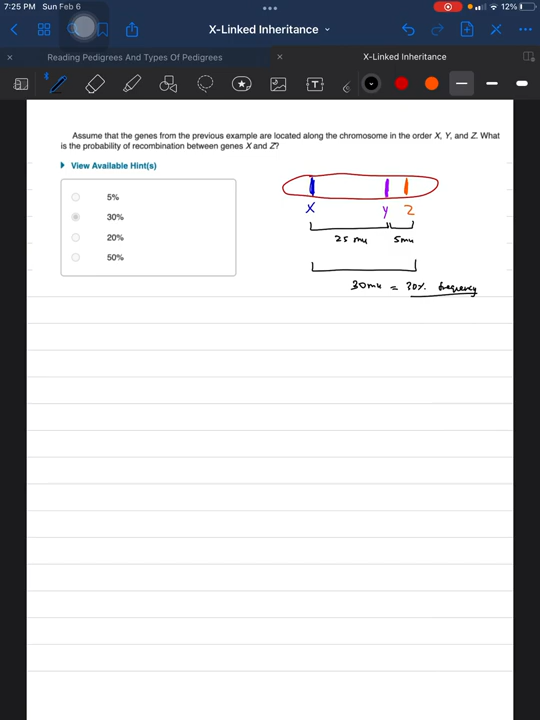 7:25 PM Sun Feb 6
12%
X-Linked Inheritance
Reading Pedigrees And Types Of Pedigrees
X-Linked Inheritance
Assume that the genes from the previous example are located along the chromosome in the order X, Y, and Z. What
is the probability of recombination between genes X and Z?
View Available Hint(s)
5%
30%
20%
50%
X Y Z
25 mu 5mu
30mu = 30% frequency